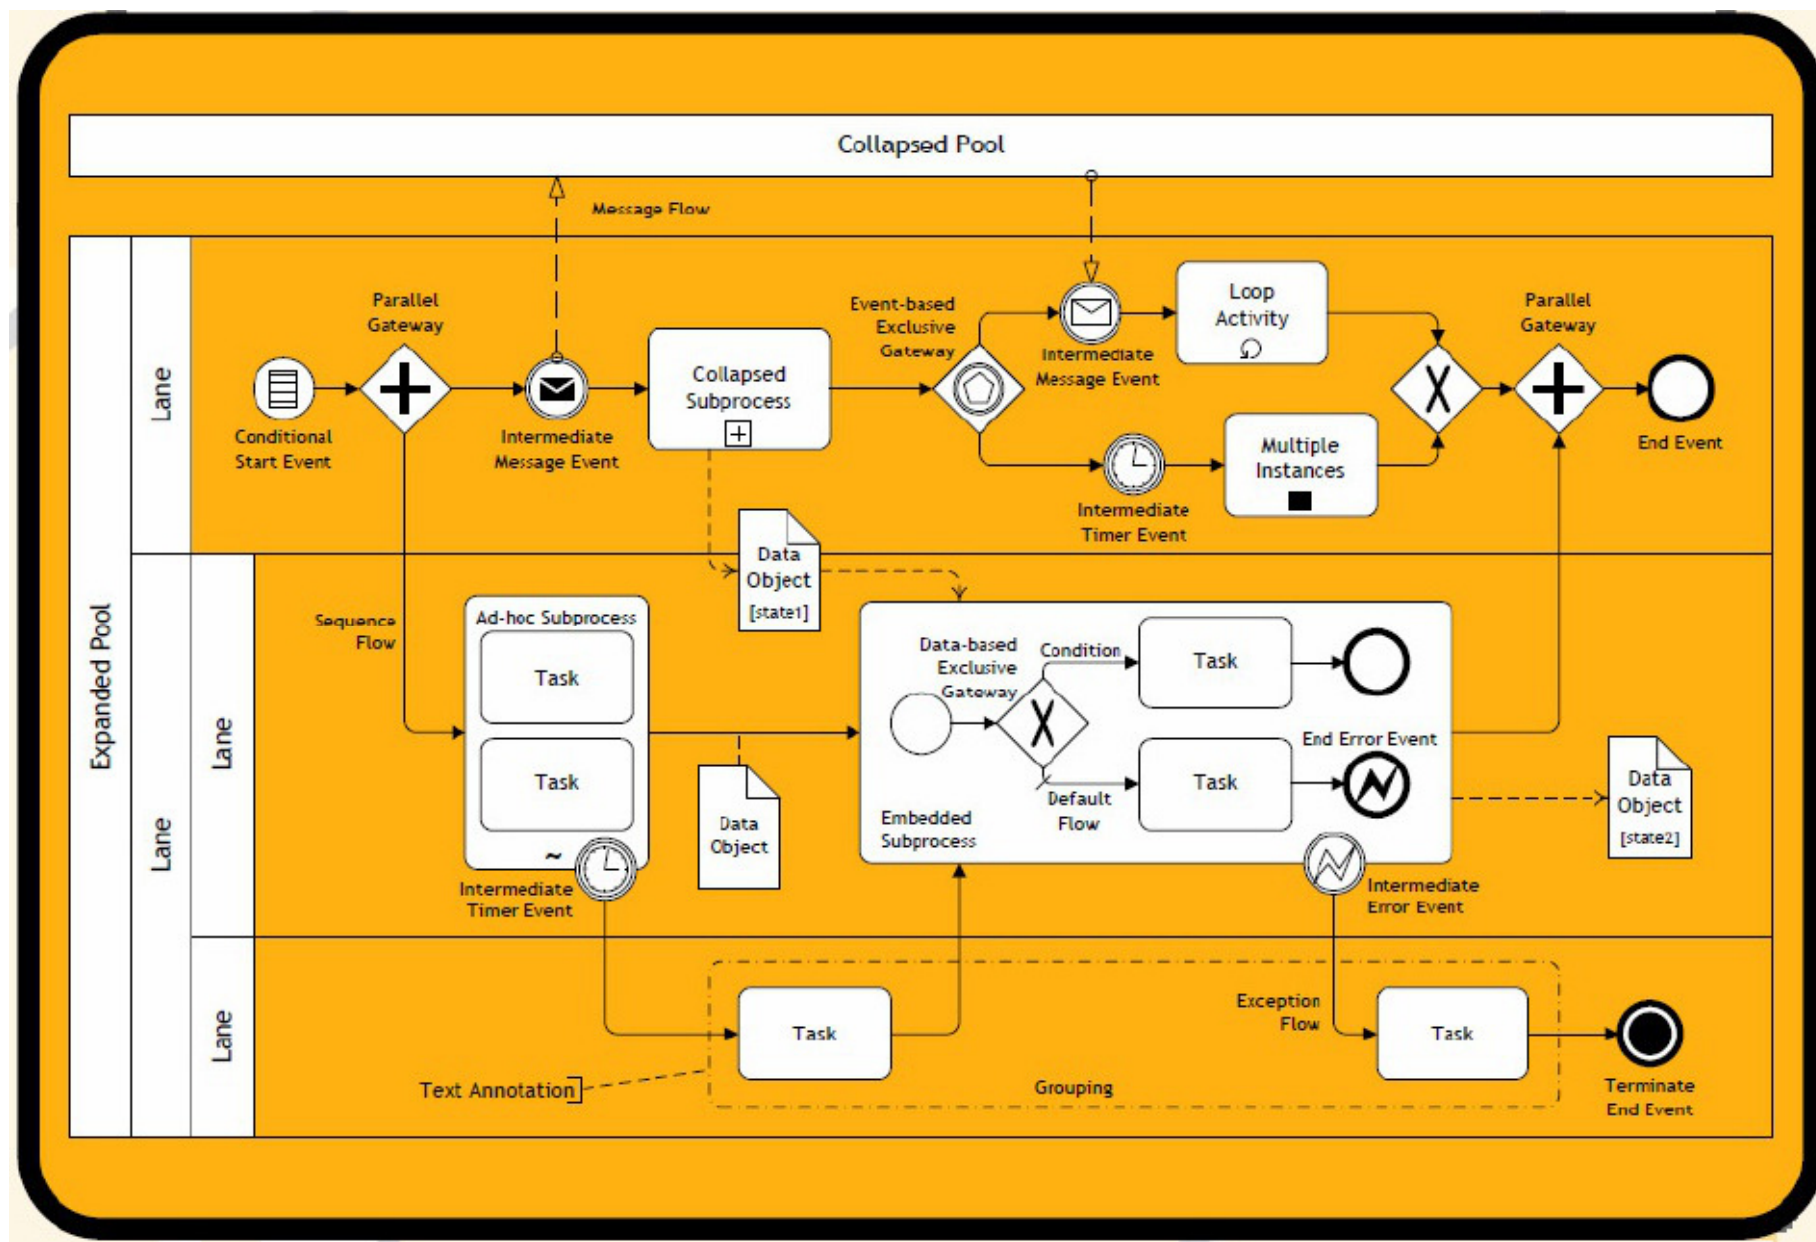 Collapsed Pool
Message Flow
Expanded Pool
Lane
Parallel
Gateway
Event-based
Exclusive
Gateway
Loop
Activity
Parallel
Gateway
Intermediate
Message Event
Collapsed
Subprocess
Conditional
Start Event
Intermediate
Message Event
Multiple
Instances
End Event
Intermediate
Timer Event
Lane
Lane
Data
Object
[state1]
Sequence
Flow
Ad-hoc Subprocess
Task
Task
Data-based
Exclusive
Gateway
Condition
Task
End Error Event
Task
Default
Flow
Embedded
Subprocess
Data
Object
Data
Object
[state2]
Intermediate
Timer Event
Intermediate
Error Event
Lane
Task
Exception
Flow
Task
Text Annotation
Grouping
Terminate
End Event